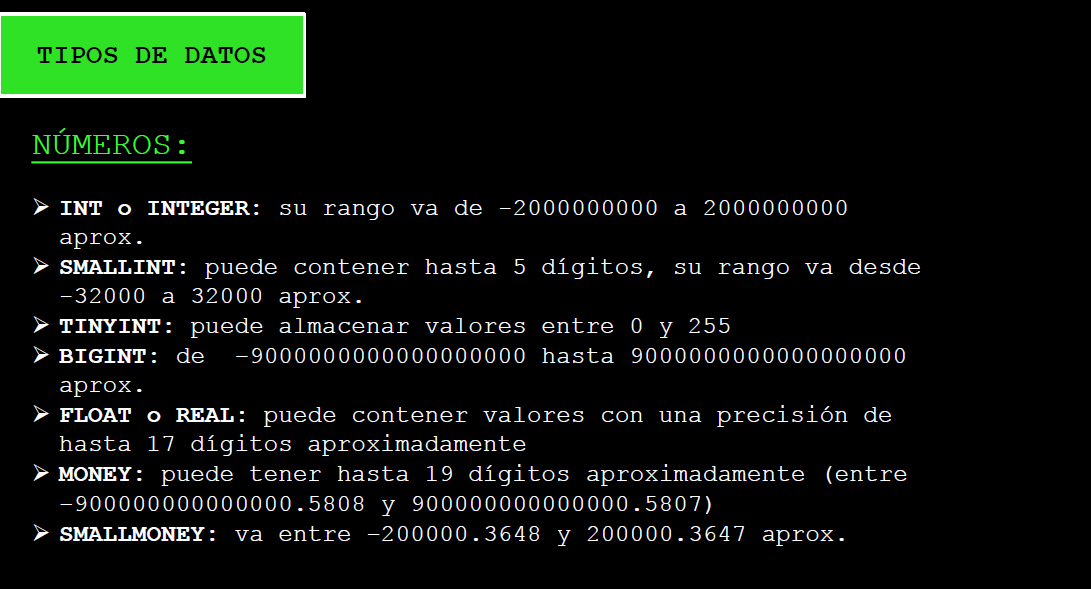 TIPOS DE DATOS
NÚMEROS:
➢ INT o INTEGER: su rango va de -2000000000 a 2000000000
aprox.
➢ SMALLINT: puede contener hasta 5 dígitos, su rango va desde
-32000 a 32000 aprox.
➢ TINYINT: puede almacenar valores entre 0 y 255
➢ BIGINT: de  -9000000000000000000 hasta 9000000000000000000
aprox.
➢ FLOAT o REAL: puede contener valores con una precisión de
hasta 17 dígitos aproximadamente
➢ MONEY: puede tener hasta 19 dígitos aproximadamente (entre
-900000000000000.5808 y 900000000000000.5807)
➢ SMALLMONEY: va entre -200000.3648 y 200000.3647 aprox.